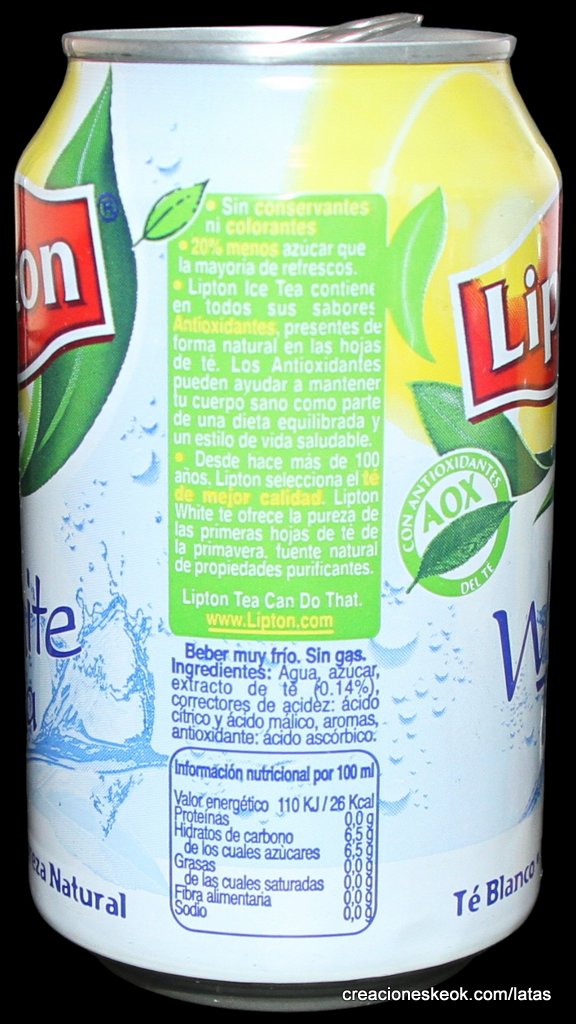 • Sin conservantes
ni colorantes
• 20% menos azúcar que
la mayoría de refrescos.
• Lipton Ice Tea contiene
en todos sus sabores
Antioxidantes, presentes de
forma natural en las hojas
de té. Los Antioxidantes
pueden ayudar a mantener
tu cuerpo sano como parte
de una dieta equilibrada y
un estilo de vida saludable.
• Desde hace más de 100
años. Lipton selecciona el té
de mejor calidad. Lipton
White te ofrece la pureza de
las primeras hojas de té de
la primavera, fuente natural
de propiedades purificantes.
Lipton Tea Can Do That.
www.Lipton.com
Beber muy frío. Sin gas.
Ingredientes: Agua, azúcar,
extracto de té (0.14%),
correctores de acidez: ácido
cítrico y ácido málico, aromas,
antioxidante: ácido ascórbico.
Información nutricional por 100 ml
Valor energético 110 KJ / 26 Kcal
Proteínas 0,0 g
Hidratos de carbono 6,5 g
de los cuales azúcares 6,5 g
Grasas 0,0 g
de las cuales saturadas 0,0 g
Fibra alimentaria 0,0 g
Sodio 0,0 g
on ®
ite
a
eza Natural
Lip
CON ANTIOXIDANTES
AOX
DEL TÉ
W
Té Blanco •
creacioneskeok.com/latas